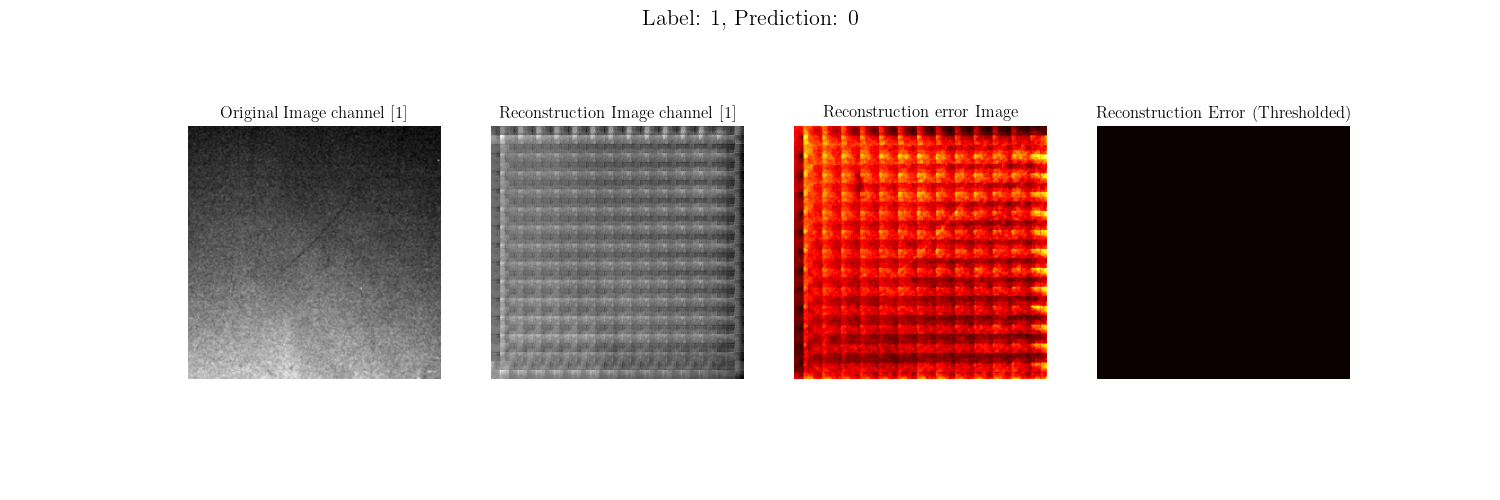 Label: 1, Prediction: 0
Original Image channel [1]
Reconstruction Image channel [1]
Reconstruction error Image
Reconstruction Error (Thresholded)